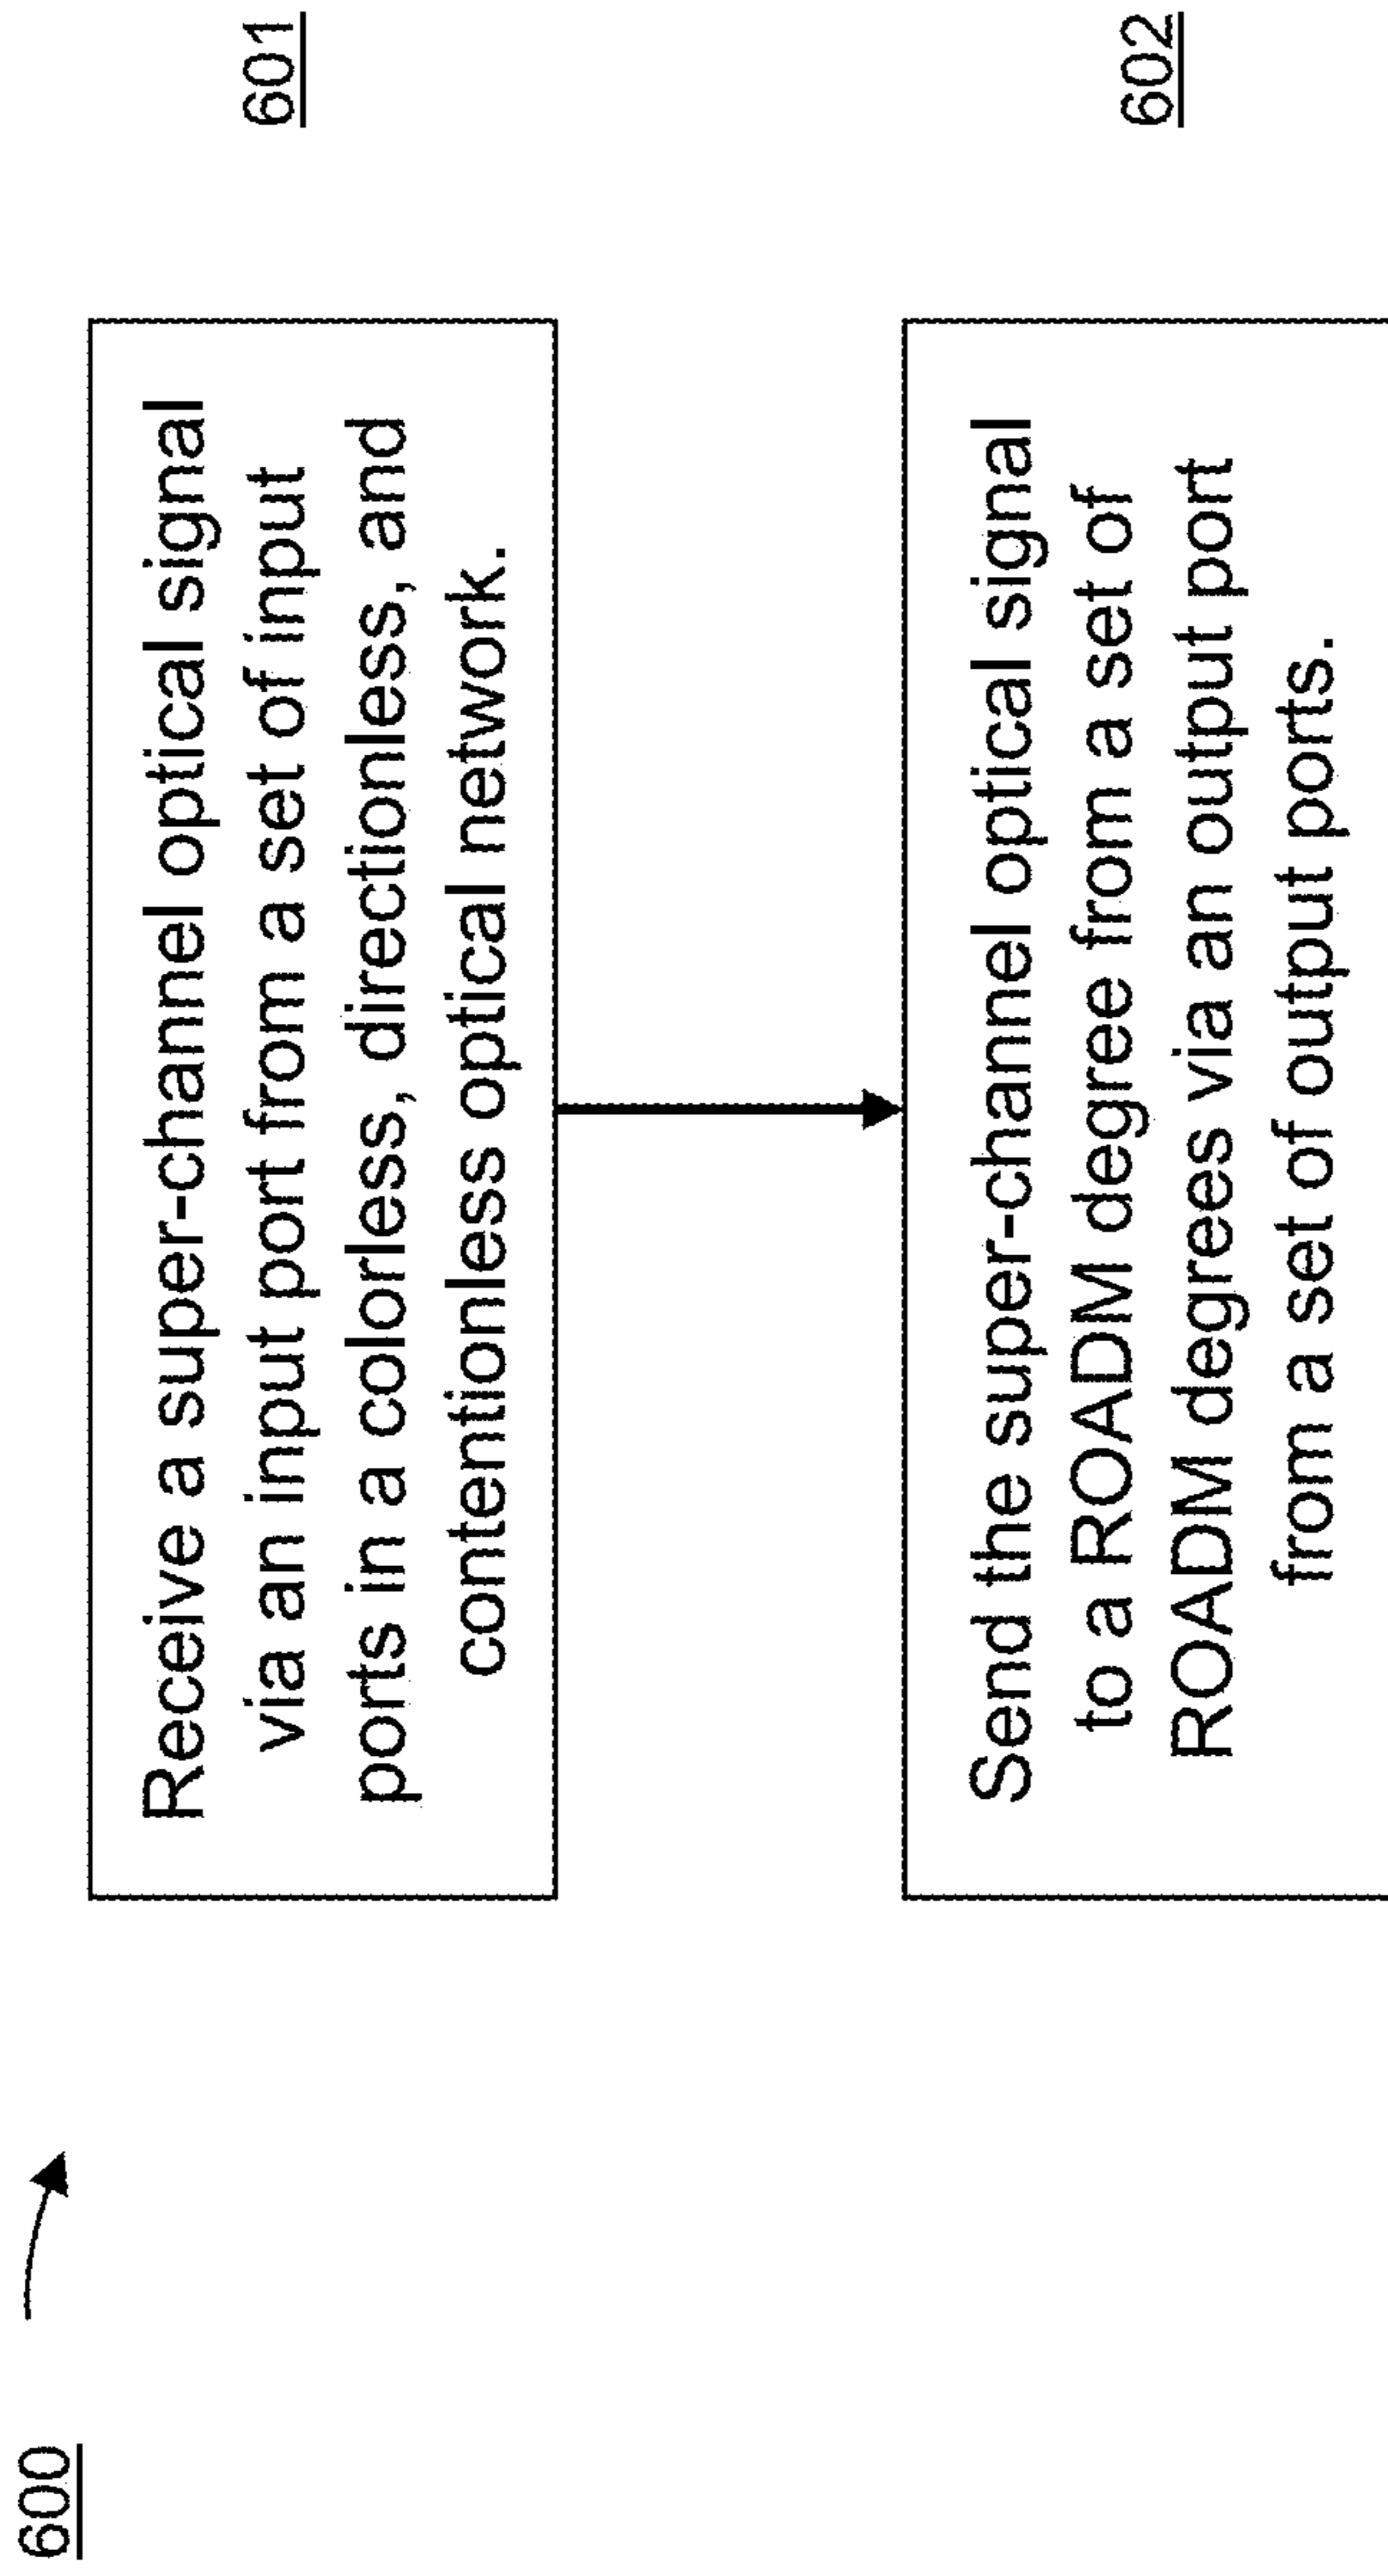 600
Receive a super-channel optical signal
via an input port from a set of input
ports in a colorless, directionless, and
contentionless optical network.
601
Send the super-channel optical signal
to a ROADM degree from a set of
ROADM degrees via an output port
from a set of output ports.
602